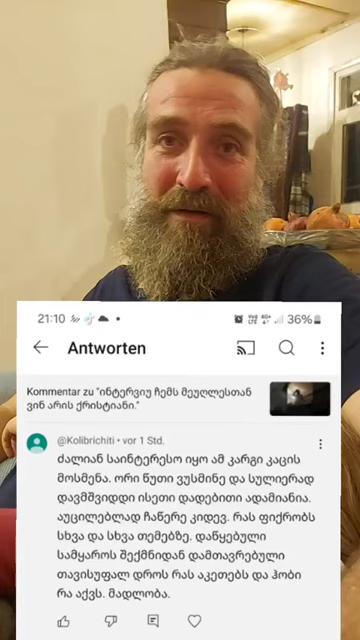 21:10
36%
Antworten
Kommentar zu "ინტერვიუ ჩემს მეუღლესთან
ვინ არის ქრისტიანი."
@Kolibrichiti • vor 1 Std.
ძალიან საინტერესო იყო ამ კარგი კაცის
მოსმენა. ორი წუთი ვუსმინე და სულიერად
დავმშვიდდი ისეთი დადებითი ადამიანია.
აუცილებლად ჩაწერე კიდევ. რას ფიქრობს
სხვა და სხვა თემებზე. დაწყებული
სამყაროს შექმნიდან დამთავრებული
თავისუფალ დროს რას აკეთებს და ჰობი
რა აქვს. მადლობა.